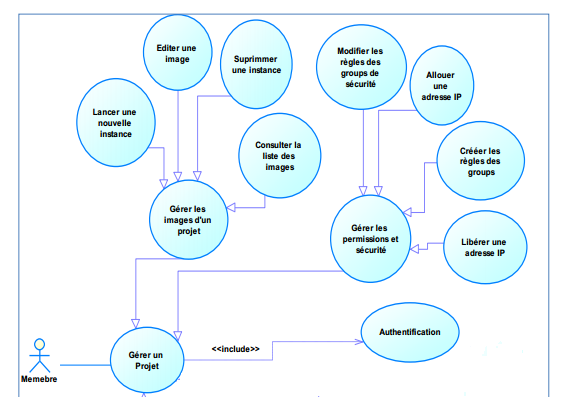 Editer une
image
Suprimmer
une instance
Modifier les
règles des
groups de
sécurité
Allouer
une
adresse IP
Lancer une
nouvelle
instance
Consulter la
liste des
images
Crééer les
règles des
groups
Gérer les
images d'un
projet
Gérer les
permissions et
sécurité
Libérer une
adresse IP
Authentification
<<include>>
Gérer un
Projet
Memebre